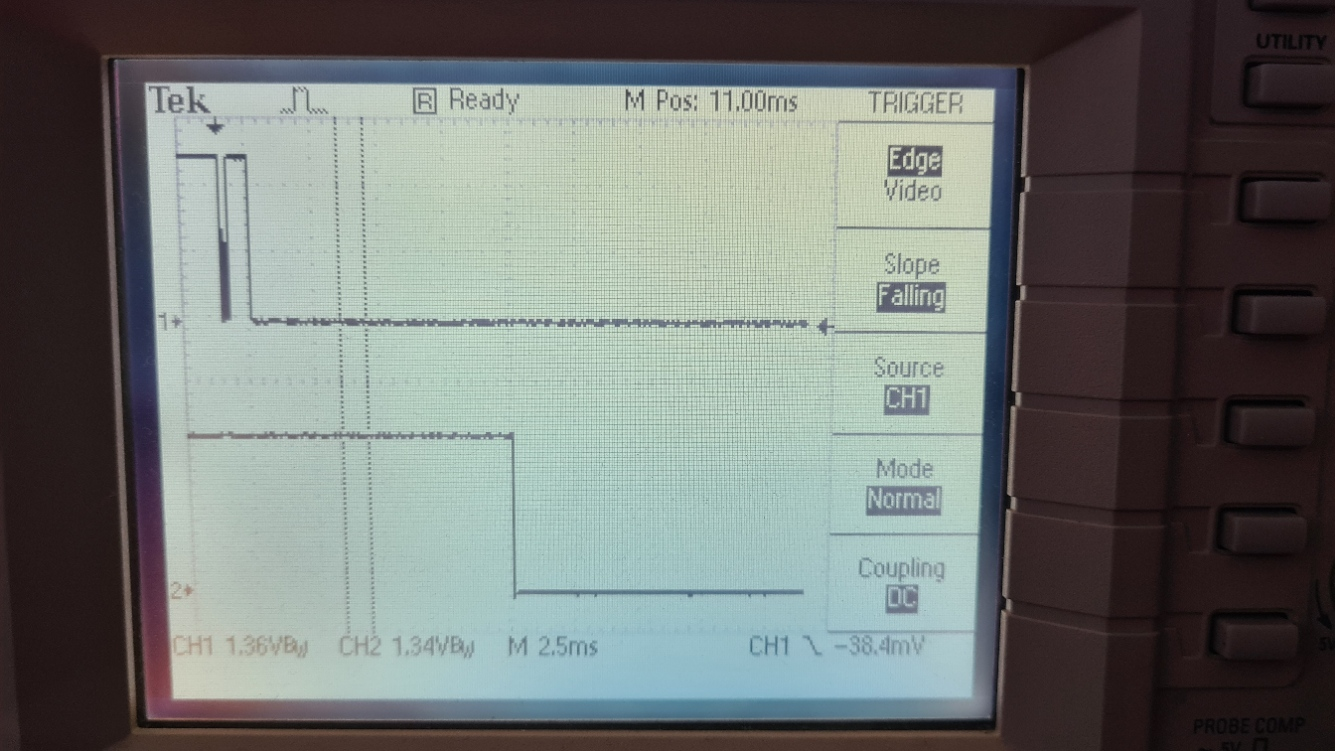 UTILITY
Tek R Ready M Pos: 11.00ms TRIGGER
Edge
Video
Slope
Falling
1
Source
CH1
Mode
Normal
Coupling
DC
2
CH1 1.36VBW CH2 1.34VBW M 2.5ms CH1 -38.4mV
PROBE COMP